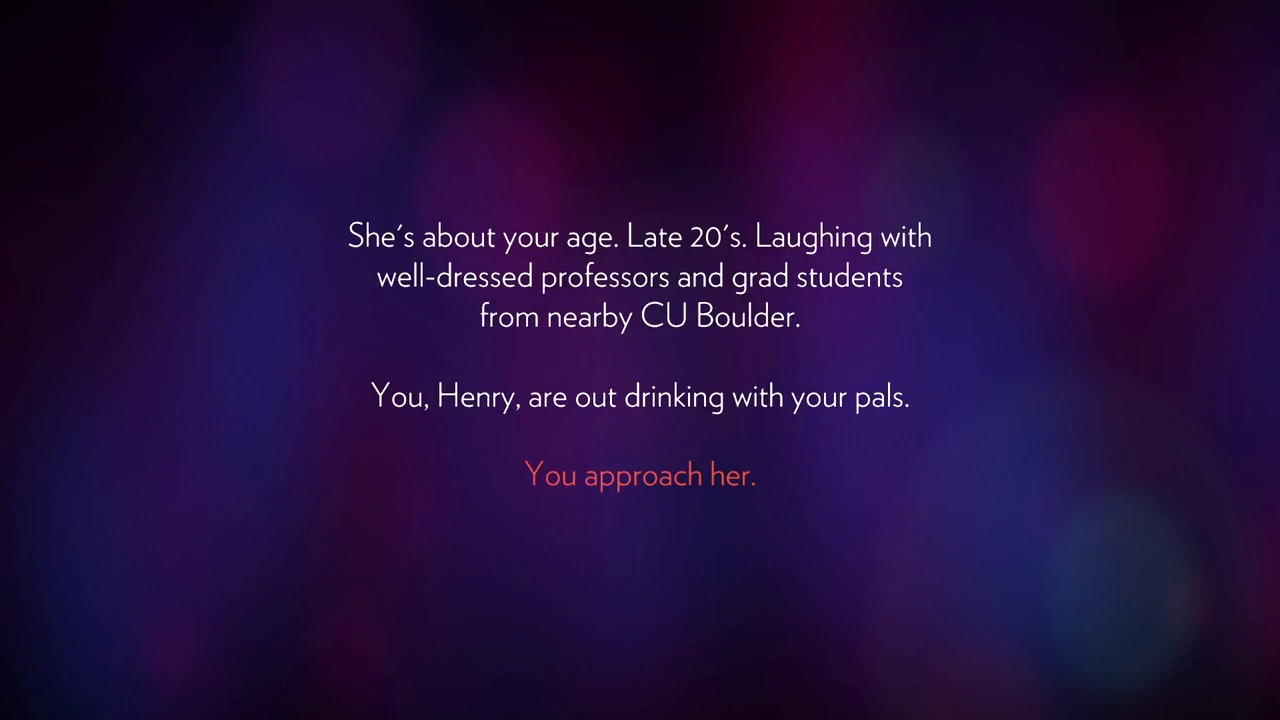 She's about your age. Late 20's. Laughing with
well-dressed professors and grad students
from nearby CU Boulder.
You, Henry, are out drinking with your pals.
You approach her.